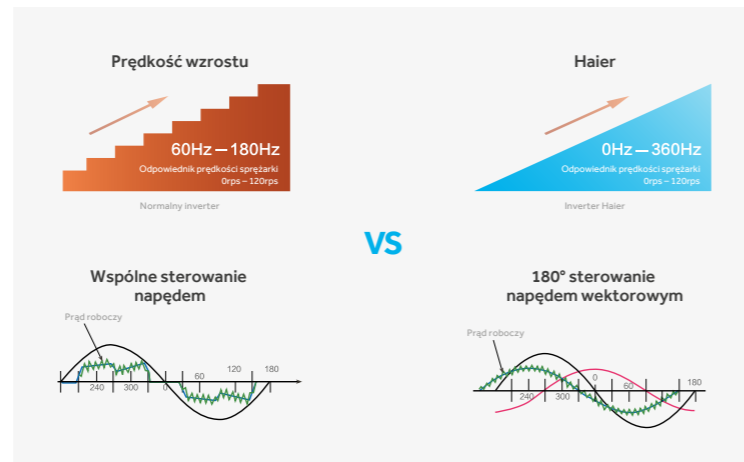 Prędkość wzrostu
60Hz – 180Hz
Odpowiednik prędkości sprężarki
0rps – 120rps
Normalny inverter
Haier
0Hz – 360Hz
Odpowiednik prędkości sprężarki
0rps – 120rps
Inverter Haier
VS
Wspólne sterowanie
napędem
Prąd roboczy
240 300 0 60 120 180
180° sterowanie
napędem wektorowym
Prąd roboczy
240 300 0 60 180